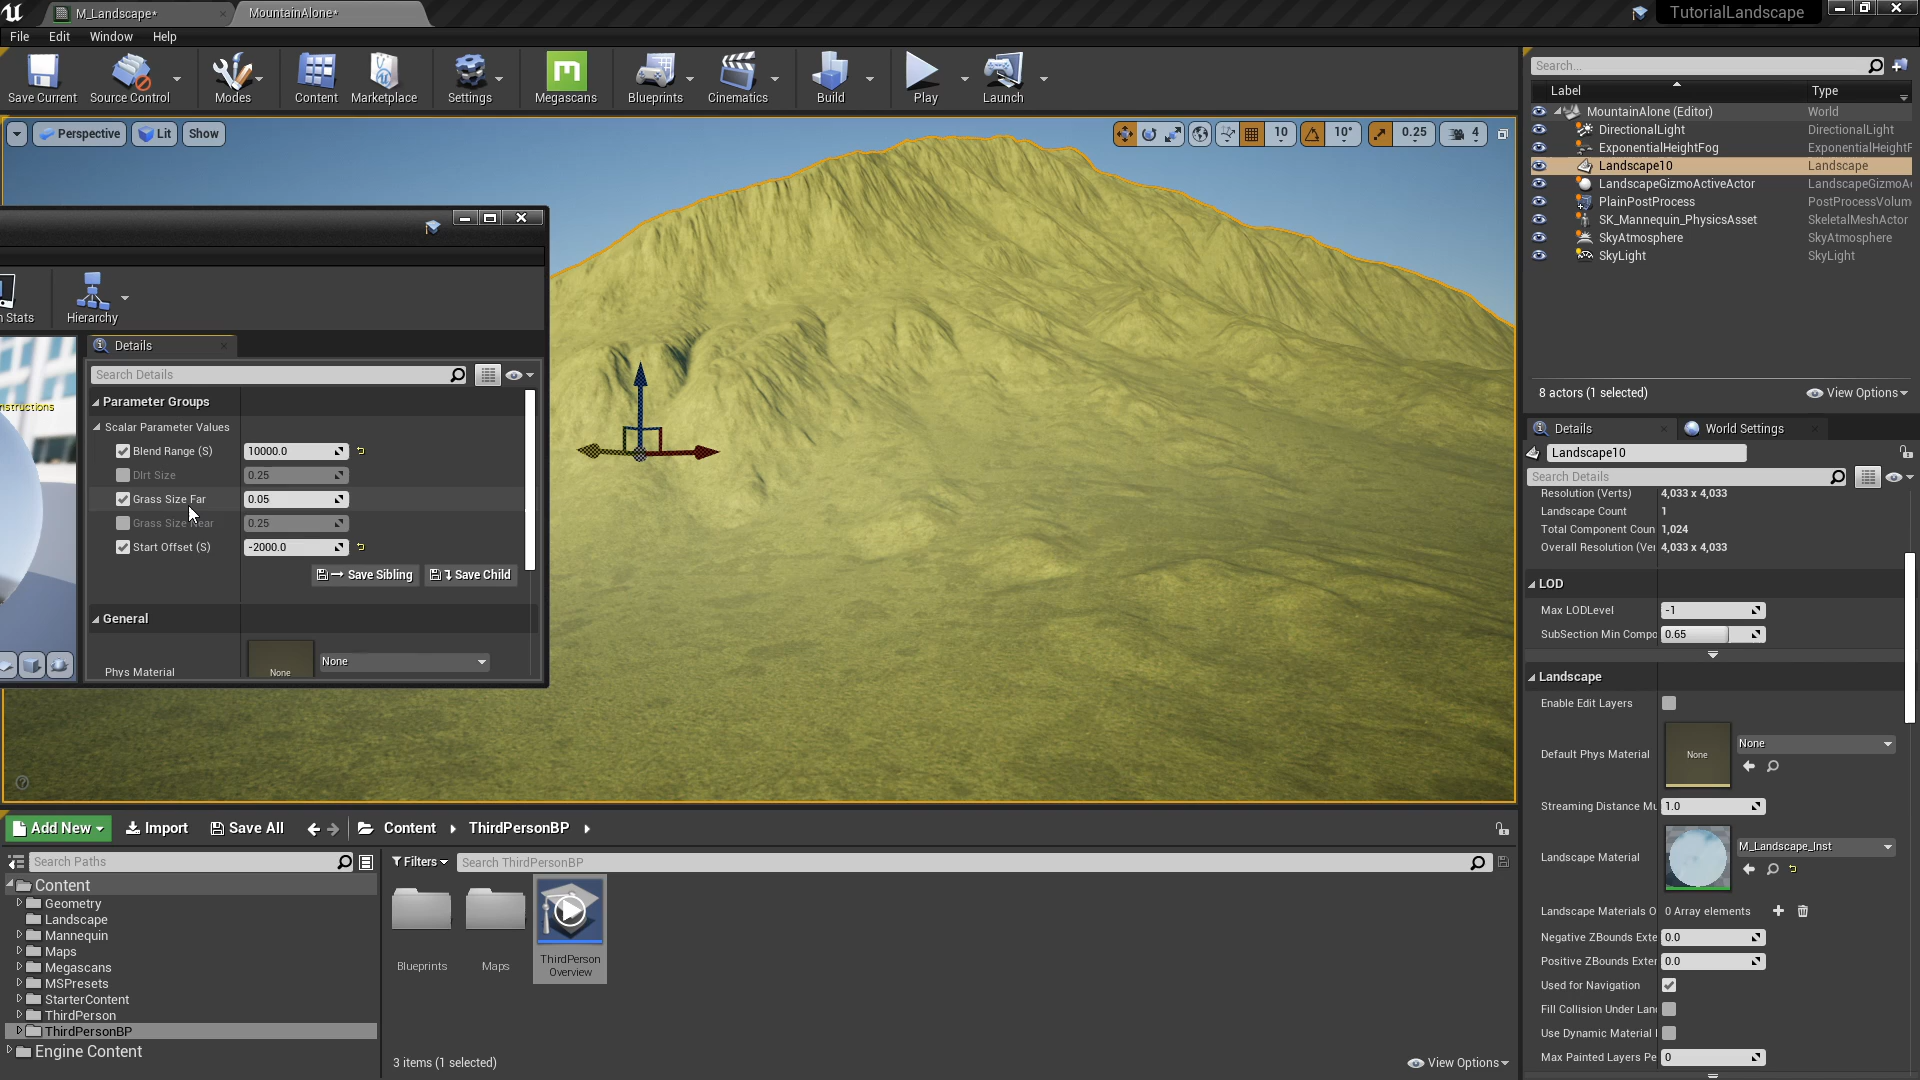 M_Landscape*
MountainAlone*
TutorialLandscape
File Edit Window Help
Save Current
Source Control
Modes
Content
Marketplace
Settings
Megascans
Blueprints
Cinematics
Build
Play
Launch
Perspective
Lit
Show
10
10°
0.25
4
n Stats
Hierarchy
nstructions
Details
Search Details
Parameter Groups
Scalar Parameter Values
Blend Range (S) 10000.0
DIrt Size 0.25
Grass Size Far 0.05
Grass Size Near 0.25
Start Offset (S) -2000.0
Save Sibling Save Child
General
Phys Material
None
None
Search...
Label Type
MountainAlone (Editor) World
DirectionalLight DirectionalLight
ExponentialHeightFog ExponentialHeightF
Landscape10 Landscape
LandscapeGizmoActiveActor LandscapeGizmoA
PlainPostProcess PostProcessVolum
SK_Mannequin_PhysicsAsset SkeletalMeshActor
SkyAtmosphere SkyAtmosphere
SkyLight SkyLight
8 actors (1 selected)
View Options
Details
World Settings
Landscape10
Search Details
Resolution (Verts) 4,033 x 4,033
Landscape Count 1
Total Component Coun 1,024
Overall Resolution (Ver 4,033 x 4,033
LOD
Max LODLevel -1
SubSection Min Compo 0.65
Landscape
Enable Edit Layers
Default Phys Material
None
None
Streaming Distance Mu 1.0
Landscape Material
M_Landscape_Inst
Landscape Materials O 0 Array elements
Negative ZBounds Exte 0.0
Positive ZBounds Exter 0.0
Used for Navigation
Fill Collision Under Lan
Use Dynamic Material I
Max Painted Layers Pe 0
Add New
Import
Save All
Content
ThirdPersonBP
Search Paths
Filters
Search ThirdPersonBP
Content
Geometry
Landscape
Mannequin
Maps
Megascans
MSPresets
StarterContent
ThirdPerson
ThirdPersonBP
Engine Content
Blueprints
Maps
ThirdPerson
Overview
3 items (1 selected)
View Options